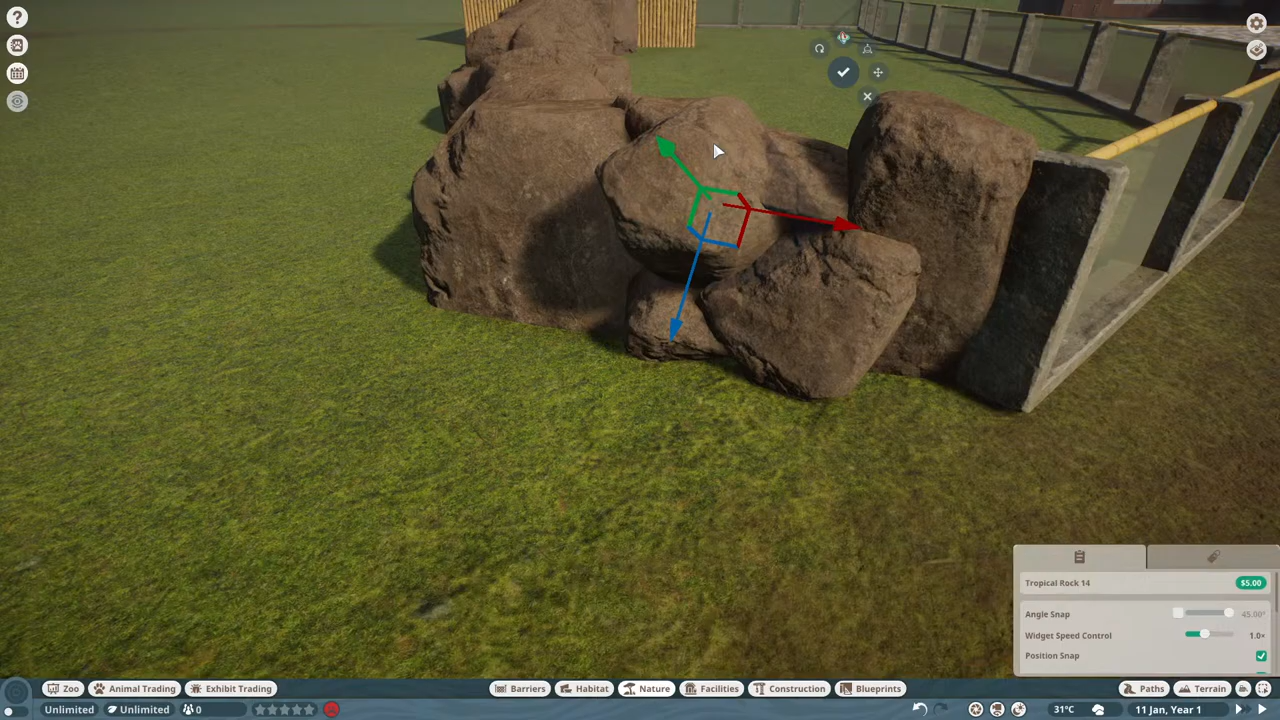 ?
Tropical Rock 14 $5.00
Angle Snap 45.00°
Widget Speed Control 1.0×
Position Snap
Zoo Animal Trading Exhibit Trading Barriers Habitat Nature Facilities Construction Blueprints Paths Terrain
Unlimited Unlimited 0 31°C 11 Jan, Year 1